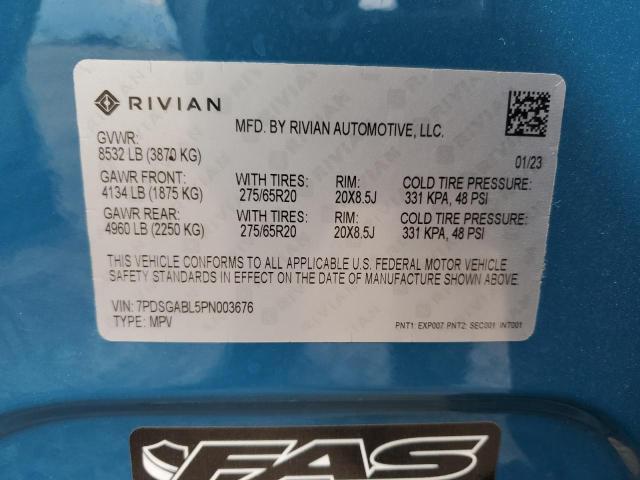 RIVIAN
MFD. BY RIVIAN AUTOMOTIVE, LLC.
GVWR:
8532 LB (3870 KG)
01/23
GAWR FRONT: WITH TIRES: RIM: COLD TIRE PRESSURE:
4134 LB (1875 KG) 275/65R20 20X8.5J 331 KPA, 48 PSI
GAWR REAR: WITH TIRES: RIM: COLD TIRE PRESSURE:
4960 LB (2250 KG) 275/65R20 20X8.5J 331 KPA, 48 PSI
THIS VEHICLE CONFORMS TO ALL APPLICABLE U.S. FEDERAL MOTOR VEHICLE
SAFETY STANDARDS IN EFFECT ON THE DATE OF MANUFACTURE SHOWN ABOVE.
VIN: 7PDSGABL5PN003676
TYPE: MPV
PNT1: EXP007 PNT2: SEC001 INT001
FAS